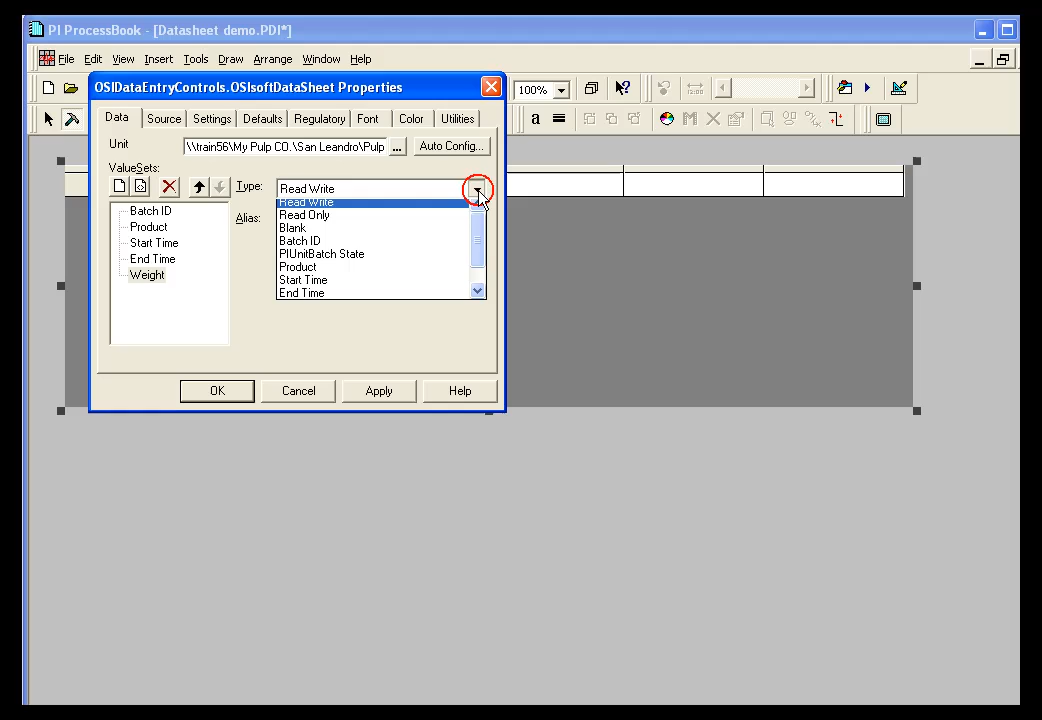 PI ProcessBook - [Datasheet demo.PDI*]
File Edit View Insert Tools Draw Arrange Window Help
100%
OSIDataEntryControls.OSIsoftDataSheet Properties
Data Source Settings Defaults Regulatory Font Color Utilities
Unit \\train56\My Pulp CO.\San Leandro\Pulp ... Auto Config...
ValueSets:
Type: Read Write
Alias:
Batch ID
Product
Start Time
End Time
Weight
Read Write
Read Only
Blank
Batch ID
PIUnitBatch State
Product
Start Time
End Time
OK Cancel Apply Help